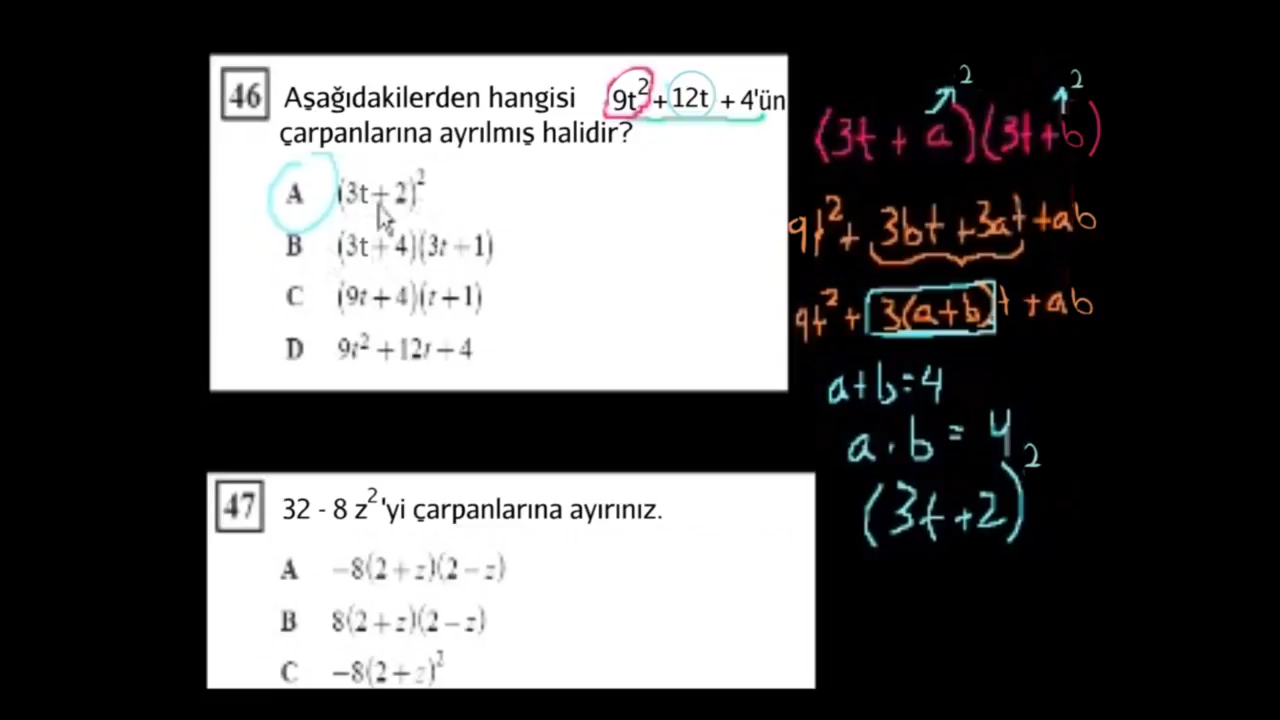 46 Aşağıdakilerden hangisi 9t²+12t + 4'ün
çarpanlarına ayrılmış halidir?
A (3t+2)²
B (3t+4)(3t+1)
C (9t+4)(t+1)
D 9t²+12t+4
(3t + a)(3t+b)
2 2
9t²+ 3bt +3at +ab
9t²+ 3(a+b)t +ab
a+b=4
a.b = 4
(3t+2)²
47 32 - 8 z²'yi çarpanlarına ayırınız.
A −8(2+z)(2−z)
B 8(2+z)(2−z)
C −8(2+z)²